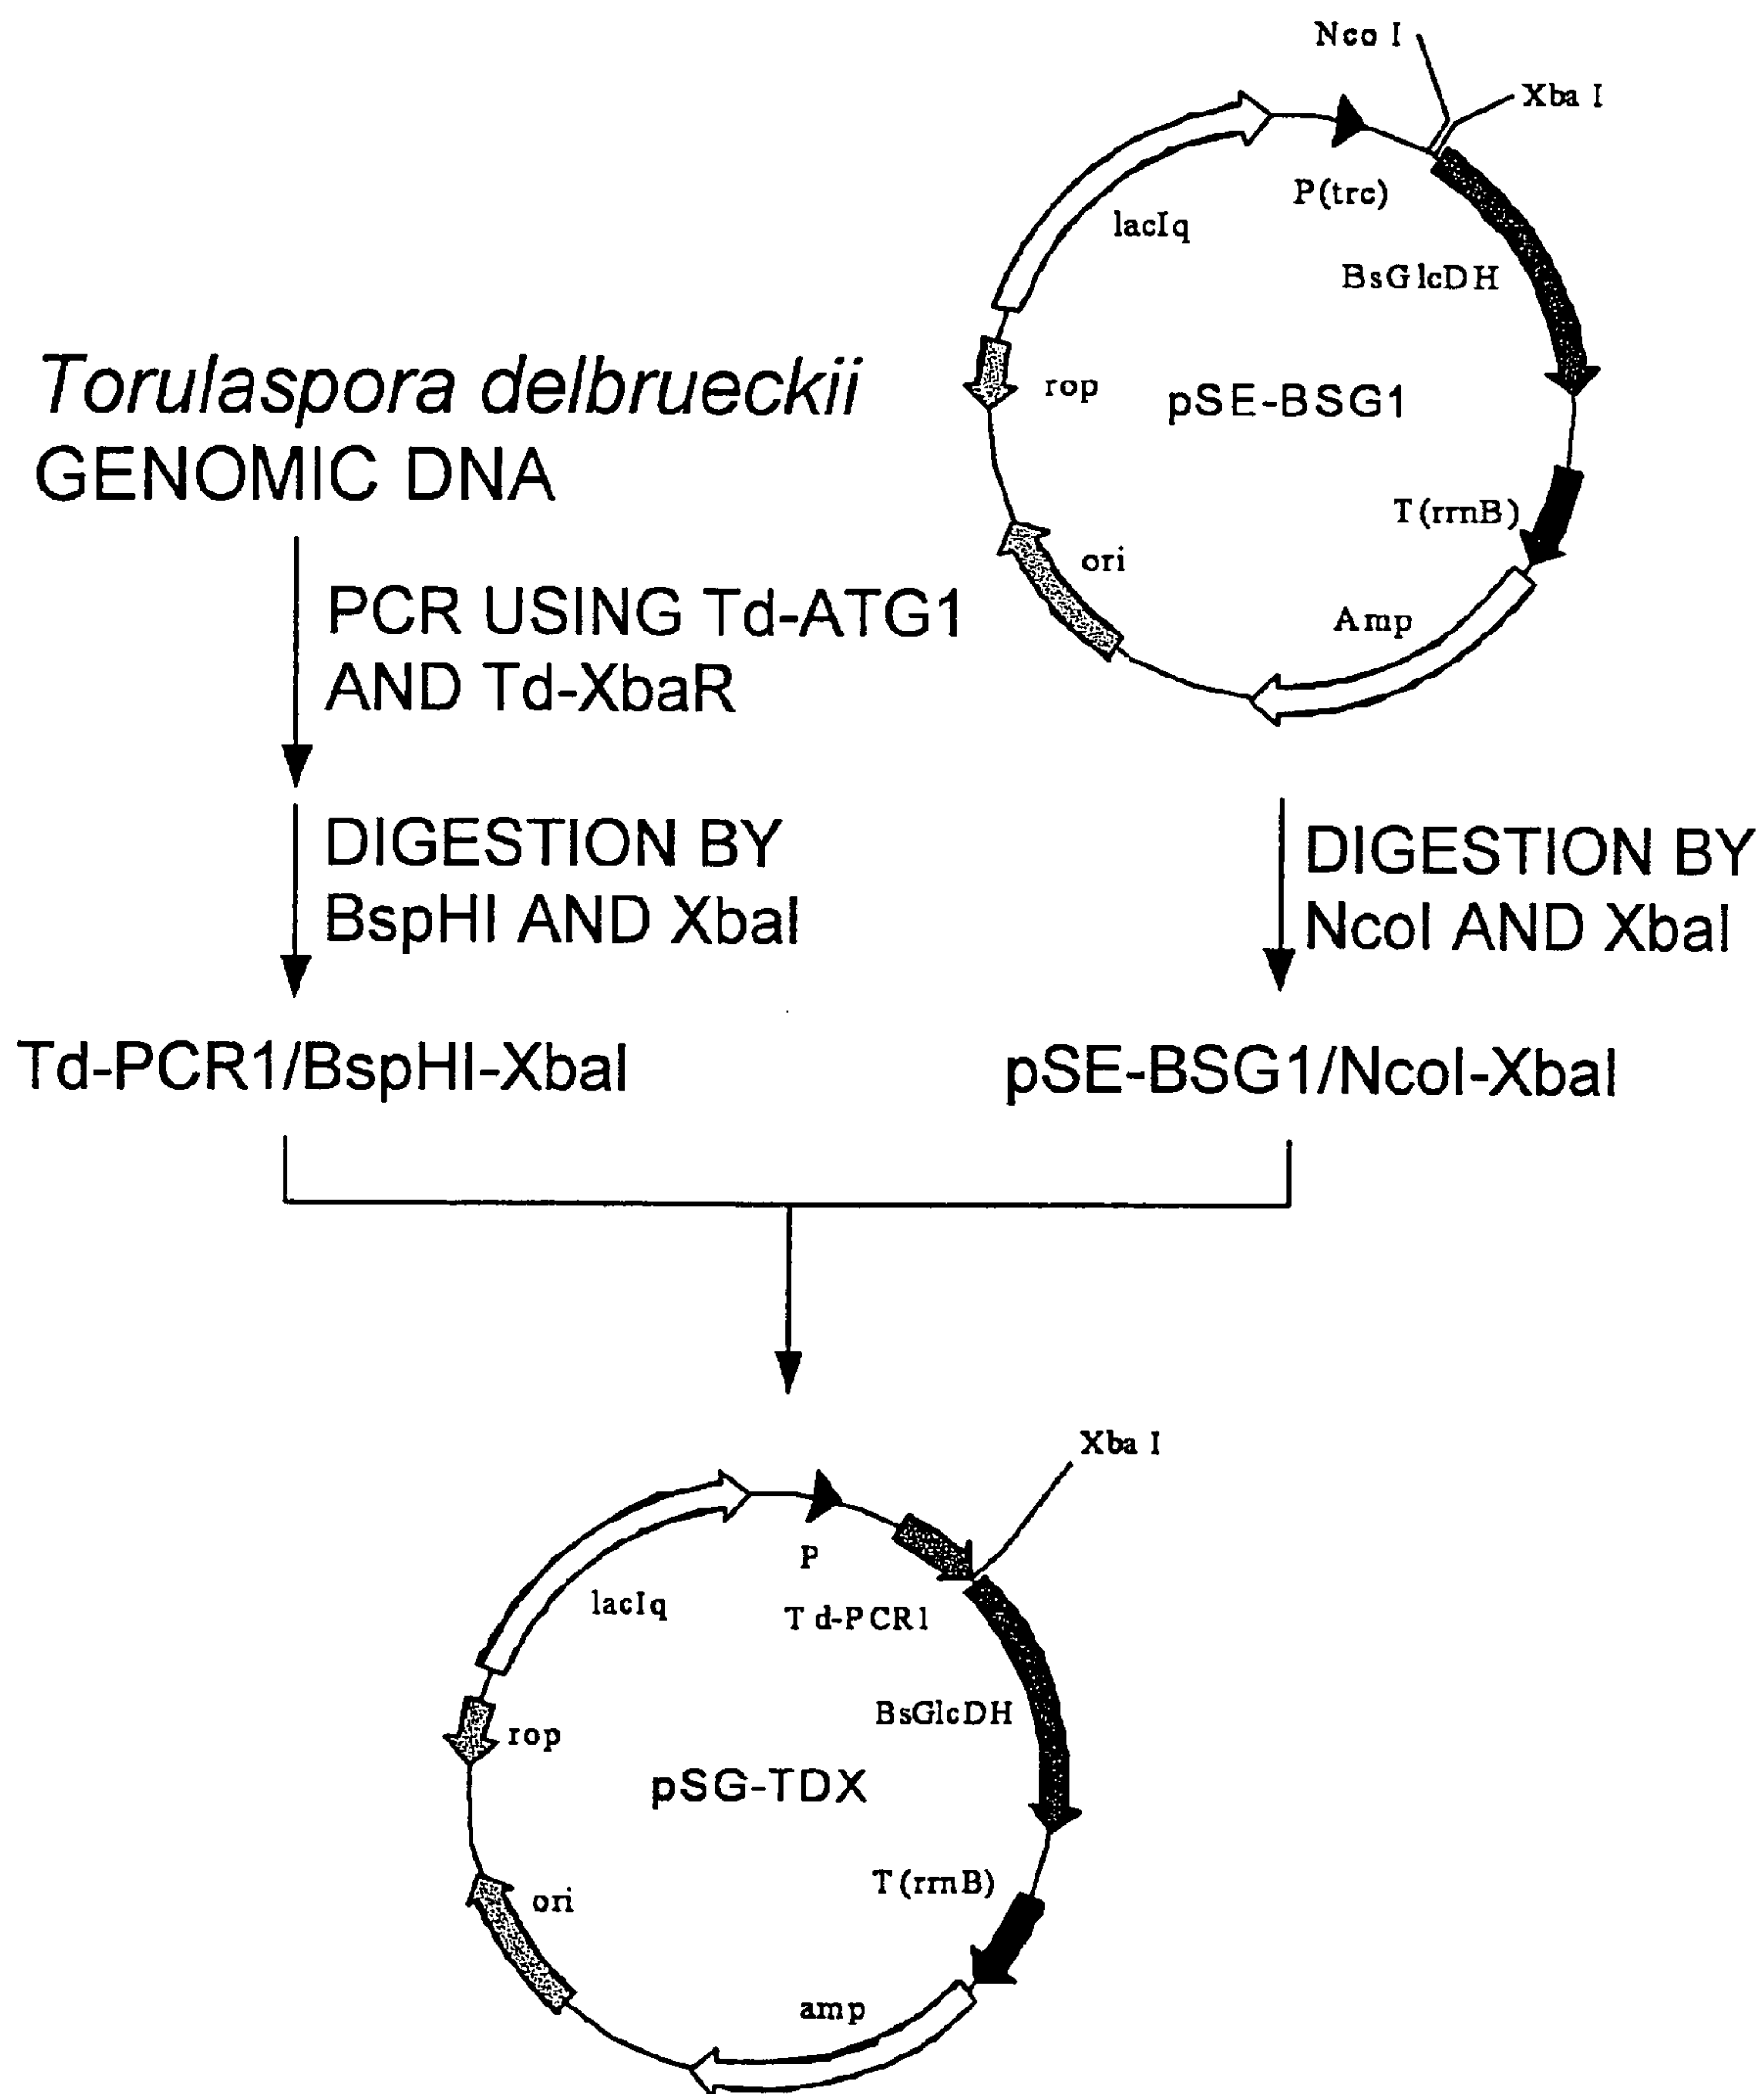 Nco I
Xba I
P(trc)
lacIq
BsGlcDH
rop
pSE-BSG1
T(rrnB)
ori
Amp
Torulaspora delbrueckii
GENOMIC DNA
PCR USING Td-ATG1
AND Td-XbaR
DIGESTION BY
BspHI AND XbaI
DIGESTION BY
NcoI AND XbaI
Td-PCR1/BspHI-XbaI
pSE-BSG1/NcoI-XbaI
Xba I
P
lacIq
Td-PCR1
BsGlcDH
rop
pSG-TDX
T(rrnB)
ori
amp